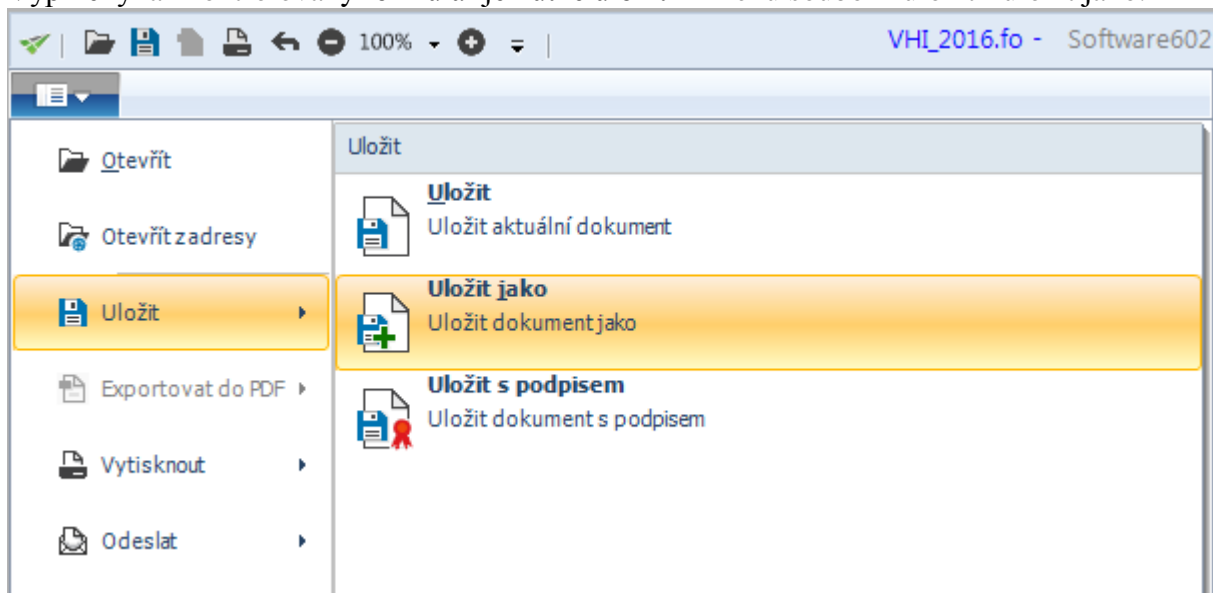 100%
VHI_2016.fo - Software602
Otevřít
Otevřít z adresy
Uložit
Exportovat do PDF
Vytisknout
Odeslat
Uložit
Uložit
Uložit aktuální dokument
Uložit jako
Uložit dokument jako
Uložit s podpisem
Uložit dokument s podpisem